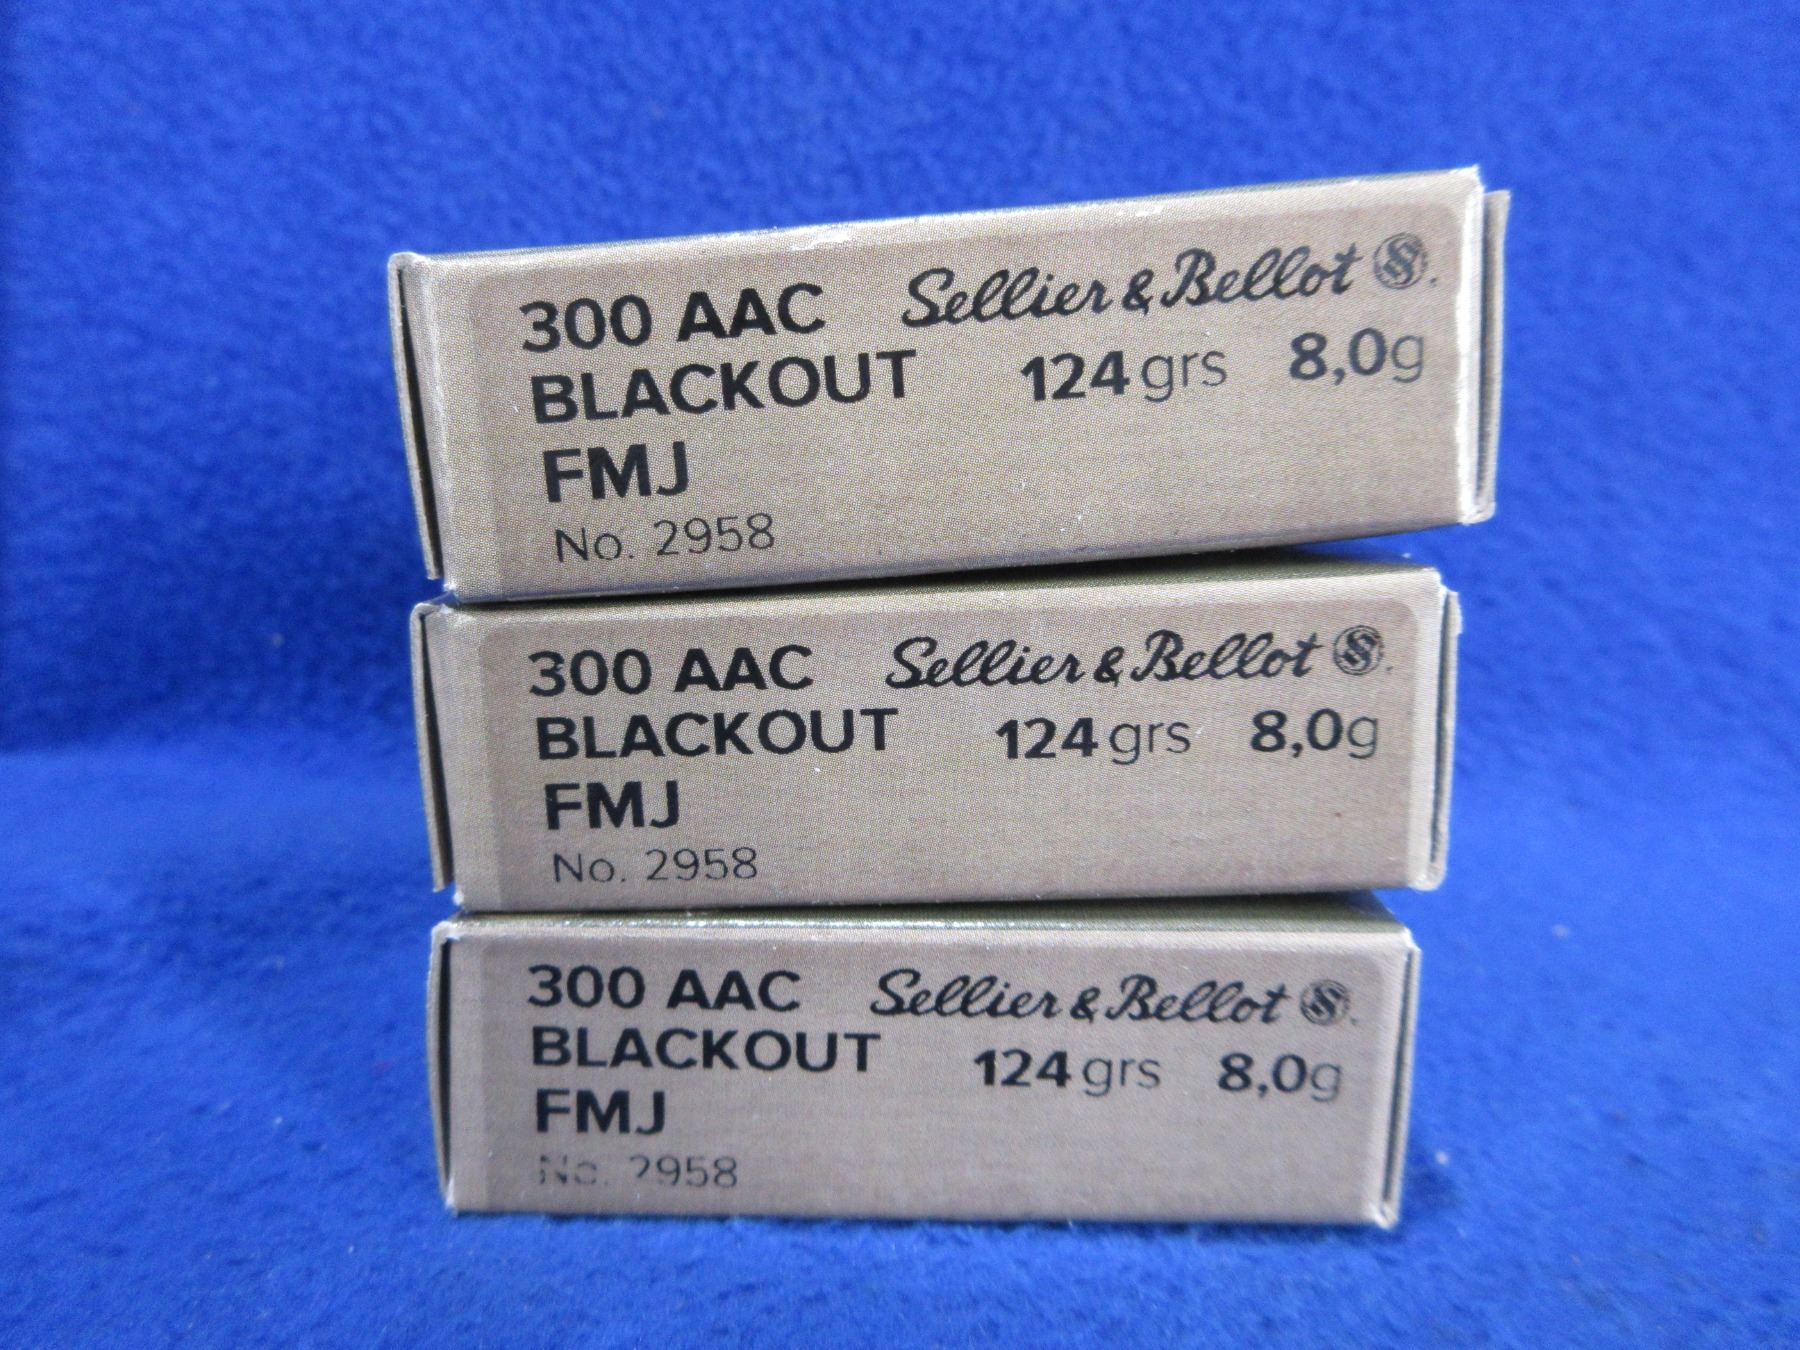 300 AAC Sellier & Bellot
BLACKOUT 124 grs 8,0g
FMJ
No. 2958
300 AAC Sellier & Bellot
BLACKOUT 124 grs 8,0g
FMJ
No. 2958
300 AAC Sellier & Bellot
BLACKOUT 124 grs 8,0g
FMJ
No. 2958